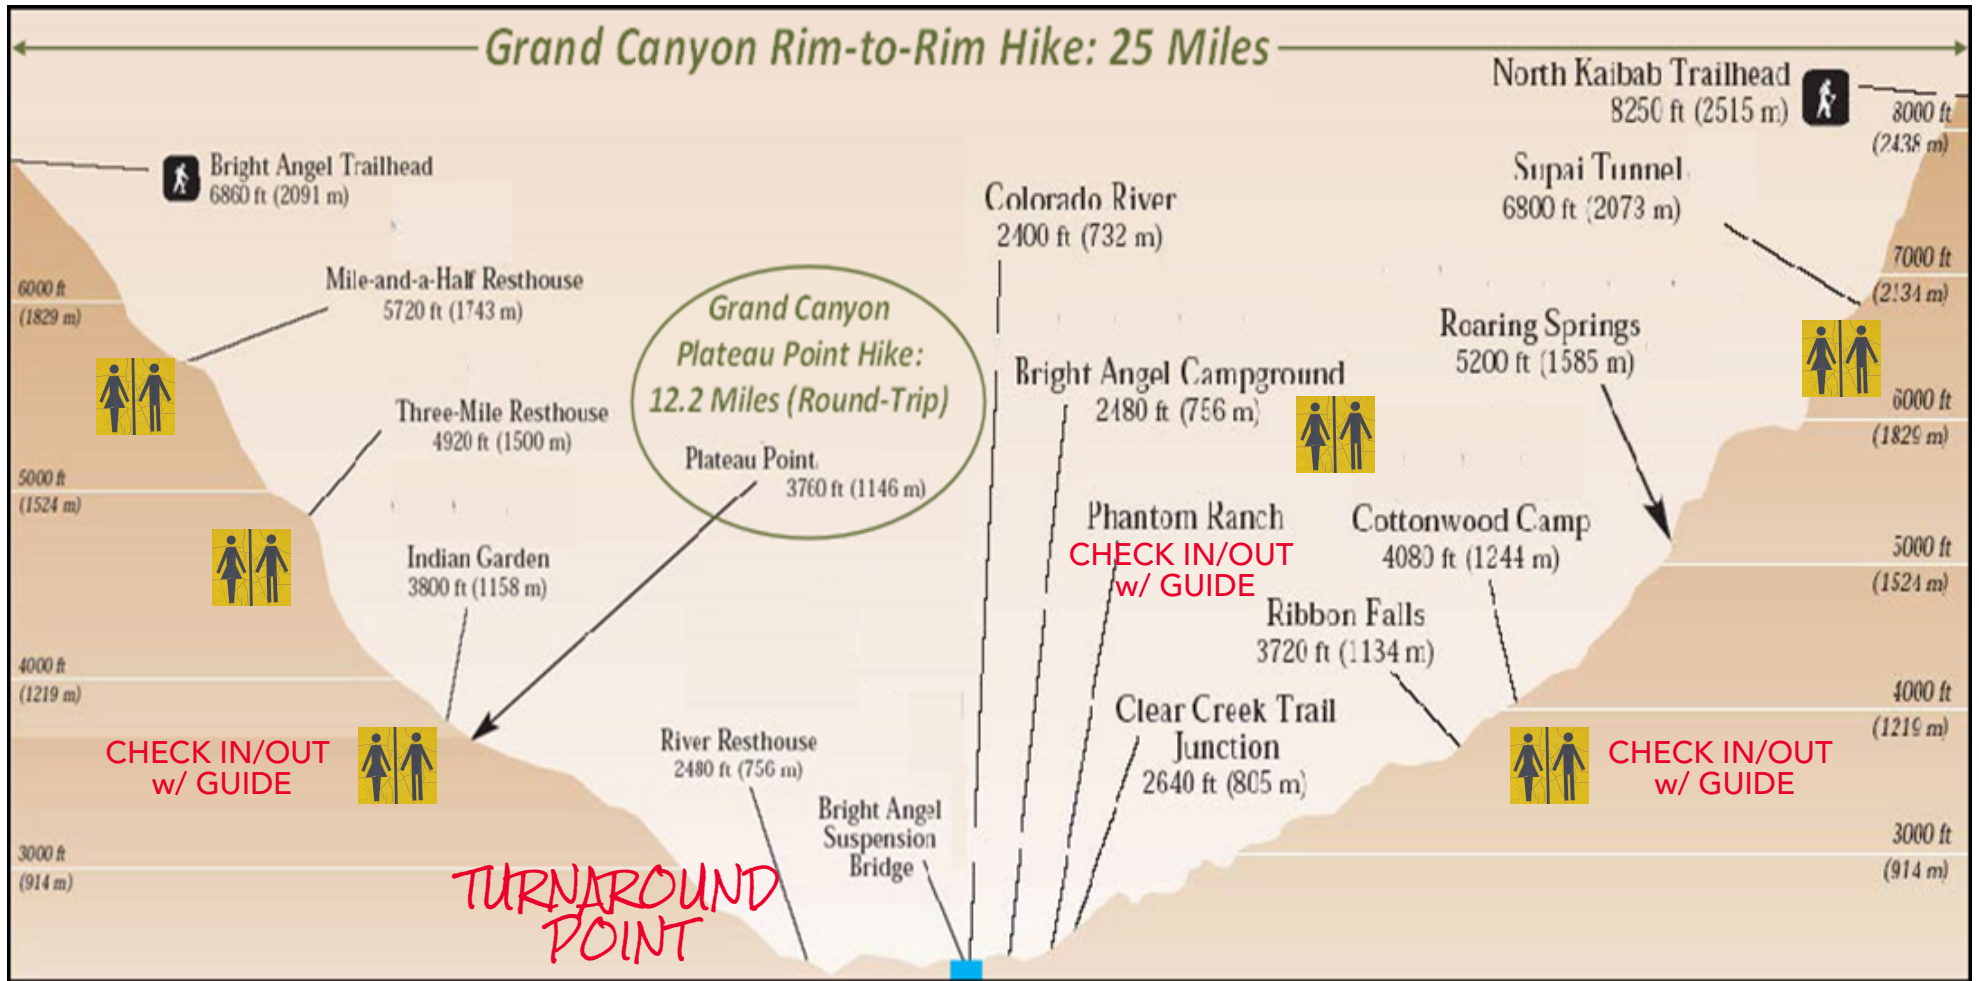 Grand Canyon Rim-to-Rim Hike: 25 Miles
North Kaibab Trailhead
8250 ft (2515 m)
8000 ft
(2438 m)
Bright Angel Trailhead
6860 ft (2091 m)
Supai Tunnel
6800 ft (2073 m)
Colorado River
2400 ft (732 m)
7000 ft
(2134 m)
6000 ft
(1829 m)
Mile-and-a-Half Resthouse
5720 ft (1743 m)
Grand Canyon
Plateau Point Hike:
12.2 Miles (Round-Trip)
Plateau Point
3760 ft (1146 m)
Roaring Springs
5200 ft (1585 m)
Bright Angel Campground
2480 ft (756 m)
6000 ft
(1829 m)
Three-Mile Resthouse
4920 ft (1500 m)
5000 ft
(1524 m)
Phantom Ranch
CHECK IN/OUT
w/ GUIDE
Cottonwood Camp
4080 ft (1244 m)
5000 ft
(1524 m)
Indian Garden
3800 ft (1158 m)
Ribbon Falls
3720 ft (1134 m)
4000 ft
(1219 m)
4000 ft
(1219 m)
Clear Creek Trail
Junction
2640 ft (805 m)
CHECK IN/OUT
w/ GUIDE
River Resthouse
2480 ft (756 m)
CHECK IN/OUT
w/ GUIDE
Bright Angel
Suspension
Bridge
3000 ft
(914 m)
3000 ft
(914 m)
TURNAROUND
POINT